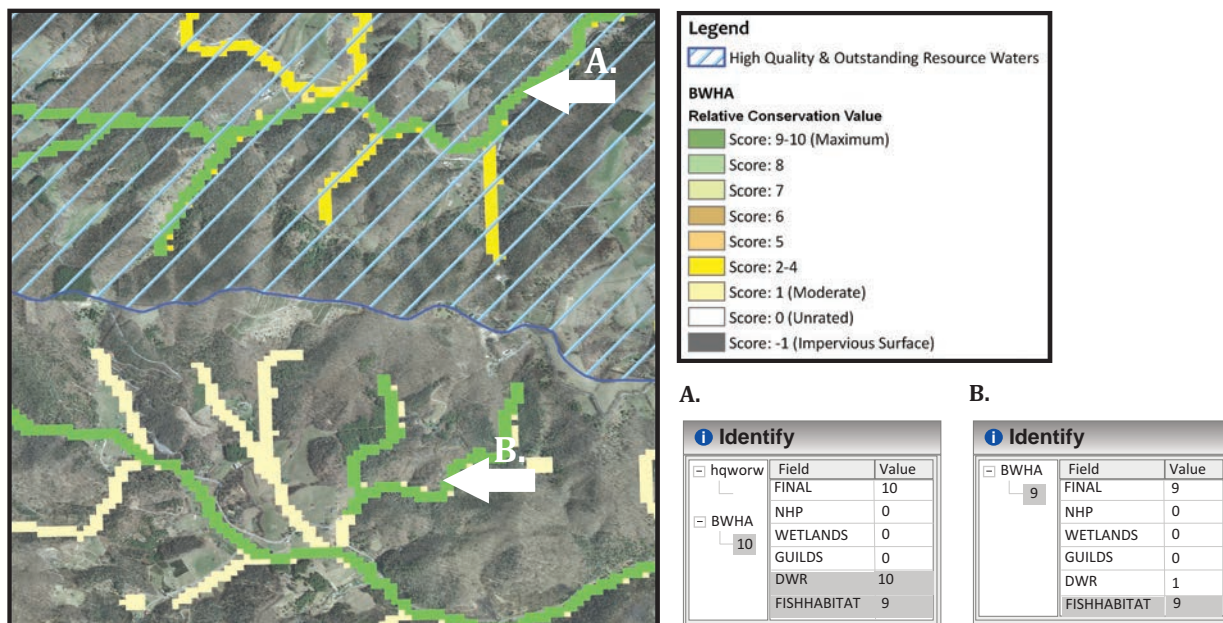 A.
B.
Legend
High Quality & Outstanding Resource Waters
BWHA
Relative Conservation Value
Score: 9-10 (Maximum)
Score: 8
Score: 7
Score: 6
Score: 5
Score: 2-4
Score: 1 (Moderate)
Score: 0 (Unrated)
Score: -1 (Impervious Surface)
A.
i Identify
hqworw
BWHA
10
Field Value
FINAL 10
NHP 0
WETLANDS 0
GUILDS 0
DWR 10
FISHHABITAT 9
B.
i Identify
BWHA
9
Field Value
FINAL 9
NHP 0
WETLANDS 0
GUILDS 0
DWR 1
FISHHABITAT 9